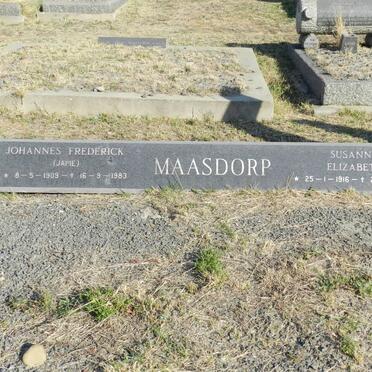 JOHANNES FREDERICK
(JAPIE)
★ 8-5-1909 - ✝ 16-9-1983
MAASDORP
SUSANN
ELIZABET
★ 25-1-1916 - ✝